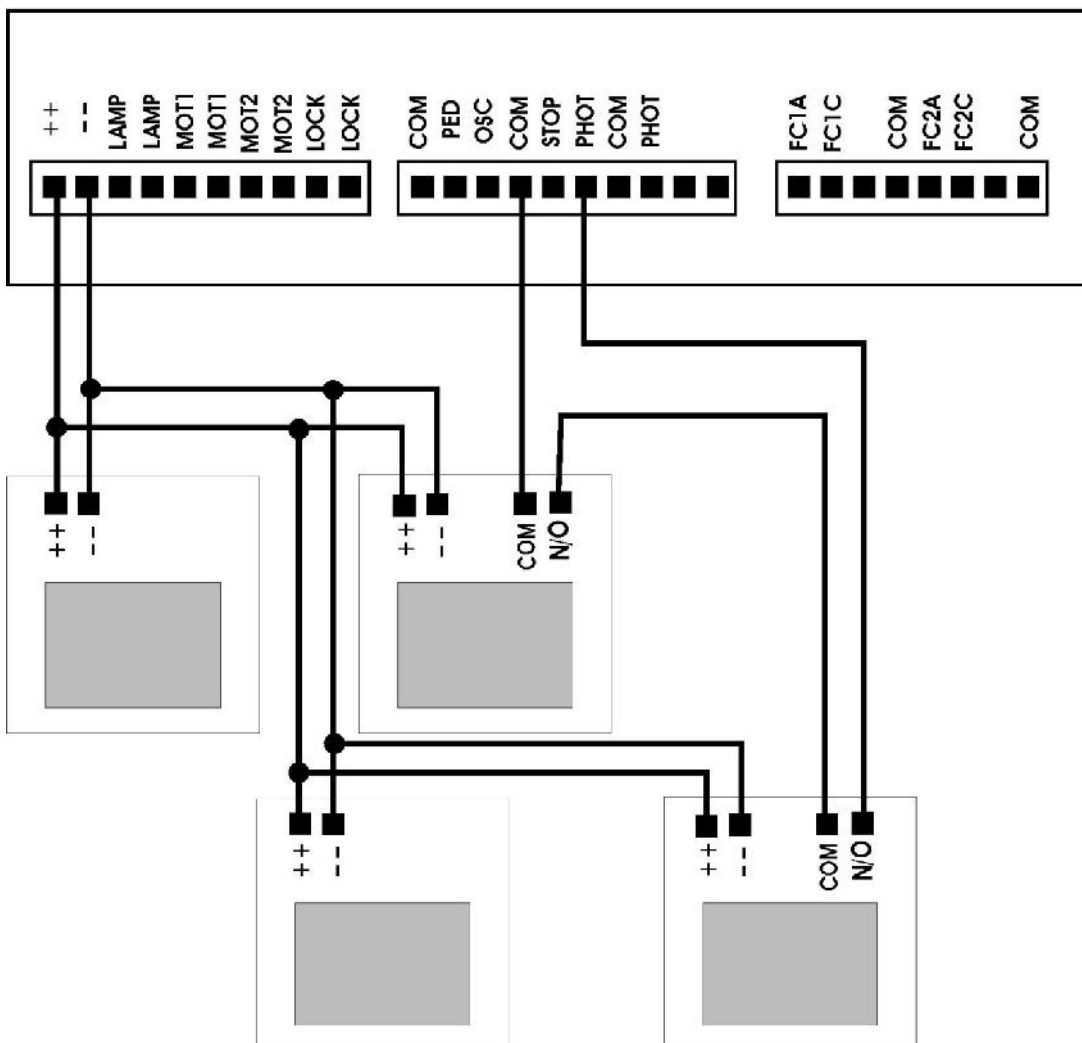 ++
--
LAMP
LAMP
MOT1
MOT1
MOT2
MOT2
LOCK
LOCK
COM
PED
OSC
COM
STOP
PHOT
COM
PHOT
FC1A
FC1C
COM
FC2A
FC2C
COM
++
--
++
--
COM
N/O
++
--
++
--
COM
N/O